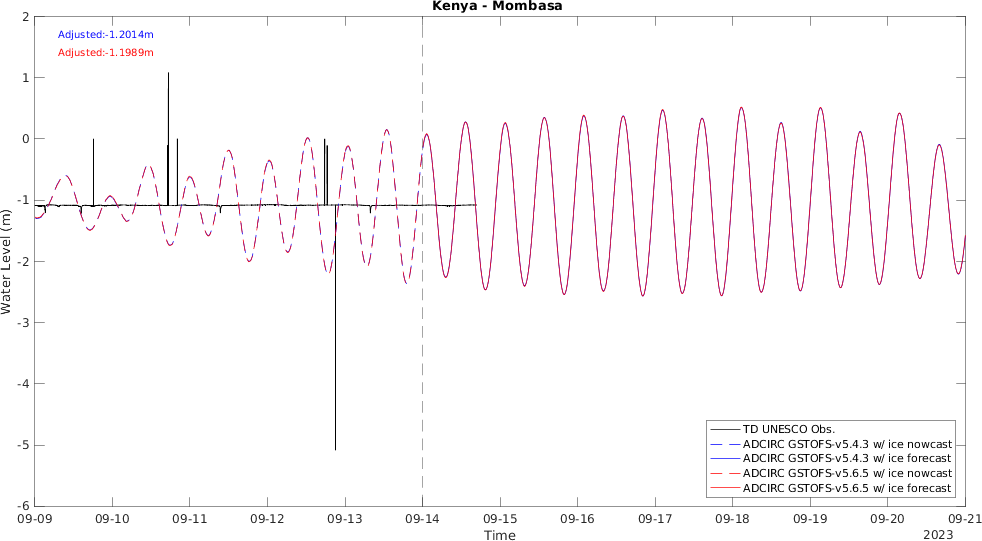 Kenya - Mombasa
Adjusted:-1.2014m
Adjusted:-1.1989m
2
1
0
-1
-2
-3
-4
-5
-6
Water Level (m)
TD UNESCO Obs.
ADCIRC GSTOFS-v5.4.3 w/ ice nowcast
ADCIRC GSTOFS-v5.4.3 w/ ice forecast
ADCIRC GSTOFS-v5.6.5 w/ ice nowcast
ADCIRC GSTOFS-v5.6.5 w/ ice forecast
09-09 09-10 09-11 09-12 09-13 09-14 09-15 09-16 09-17 09-18 09-19 09-20 09-21
Time
2023